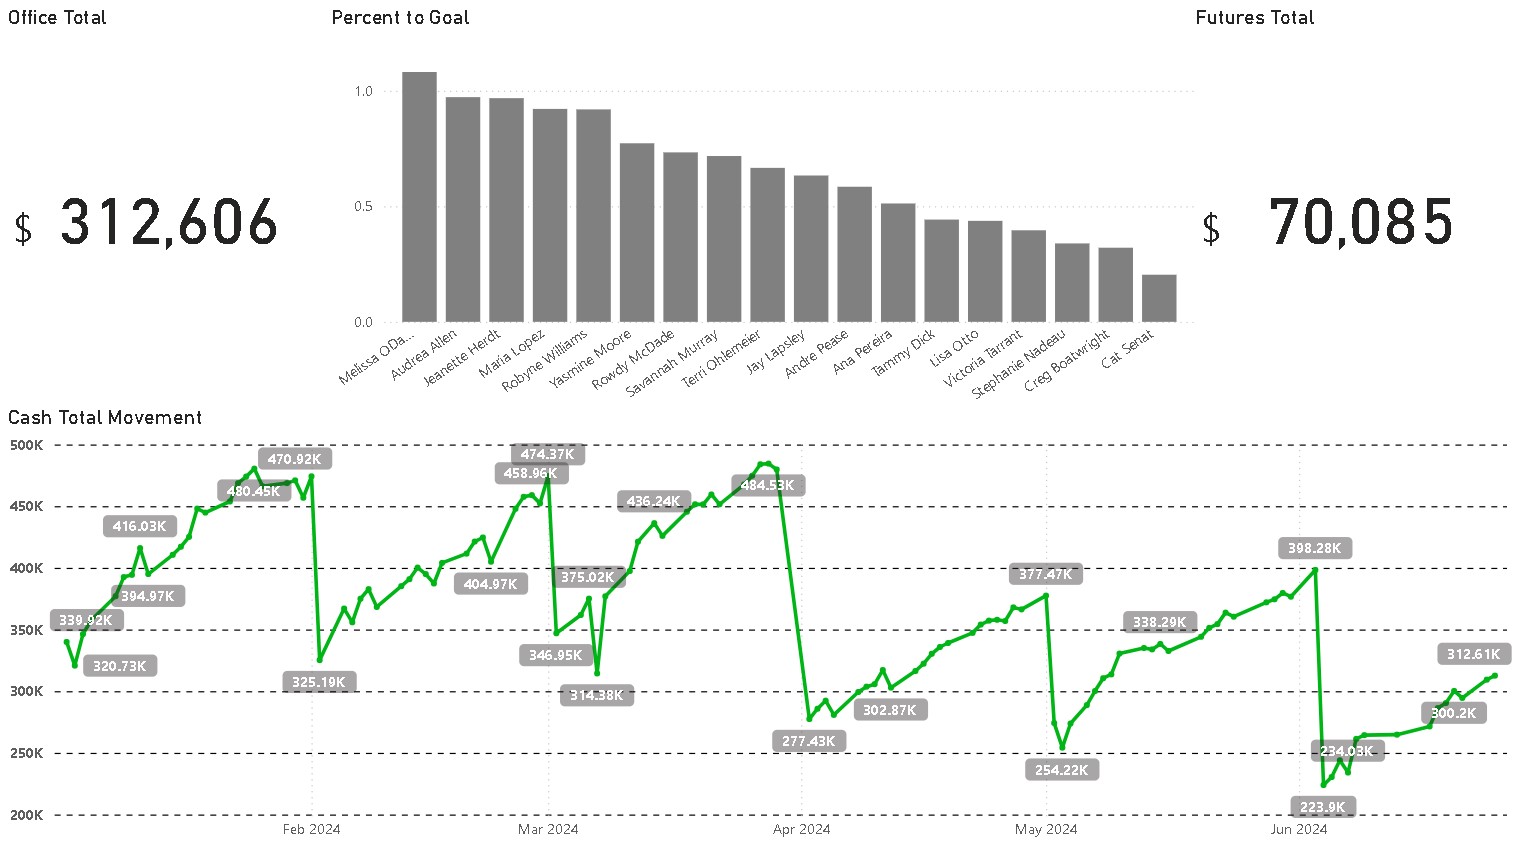 Office Total
Percent to Goal
Futures Total
1.0
0.5
0.0
$ 312,606
$ 70,085
Melissa ODa...
Audrea Allen
Jeanette Herdt
Maria Lopez
Robyne Williams
Yasmine Moore
Rowdy McDade
Savannah Murray
Terri Ohlemeier
Jay Lapsley
Andre Pease
Ana Pereira
Tammy Dick
Lisa Otto
Victoria Tarrant
Stephanie Nadeau
Creg Boatwright
Cat Senat
Cash Total Movement
500K
450K
400K
350K
300K
250K
200K
339.92K
320.73K
416.03K
394.97K
480.45K
470.92K
325.19K
404.97K
458.96K
474.37K
346.95K
375.02K
314.38K
436.24K
484.53K
277.43K
302.87K
377.47K
254.22K
338.29K
398.28K
223.9K
234.03K
300.2K
312.61K
Feb 2024
Mar 2024
Apr 2024
May 2024
Jun 2024